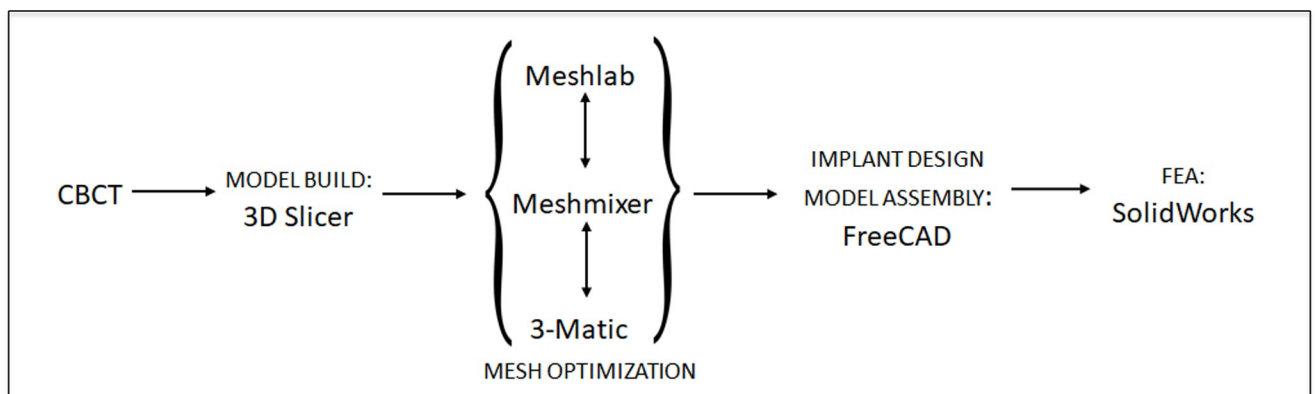 CBCT
MODEL BUILD:
3D Slicer
Meshlab
Meshmixer
3-Matic
MESH OPTIMIZATION
IMPLANT DESIGN
MODEL ASSEMBLY:
FreeCAD
FEA:
SolidWorks